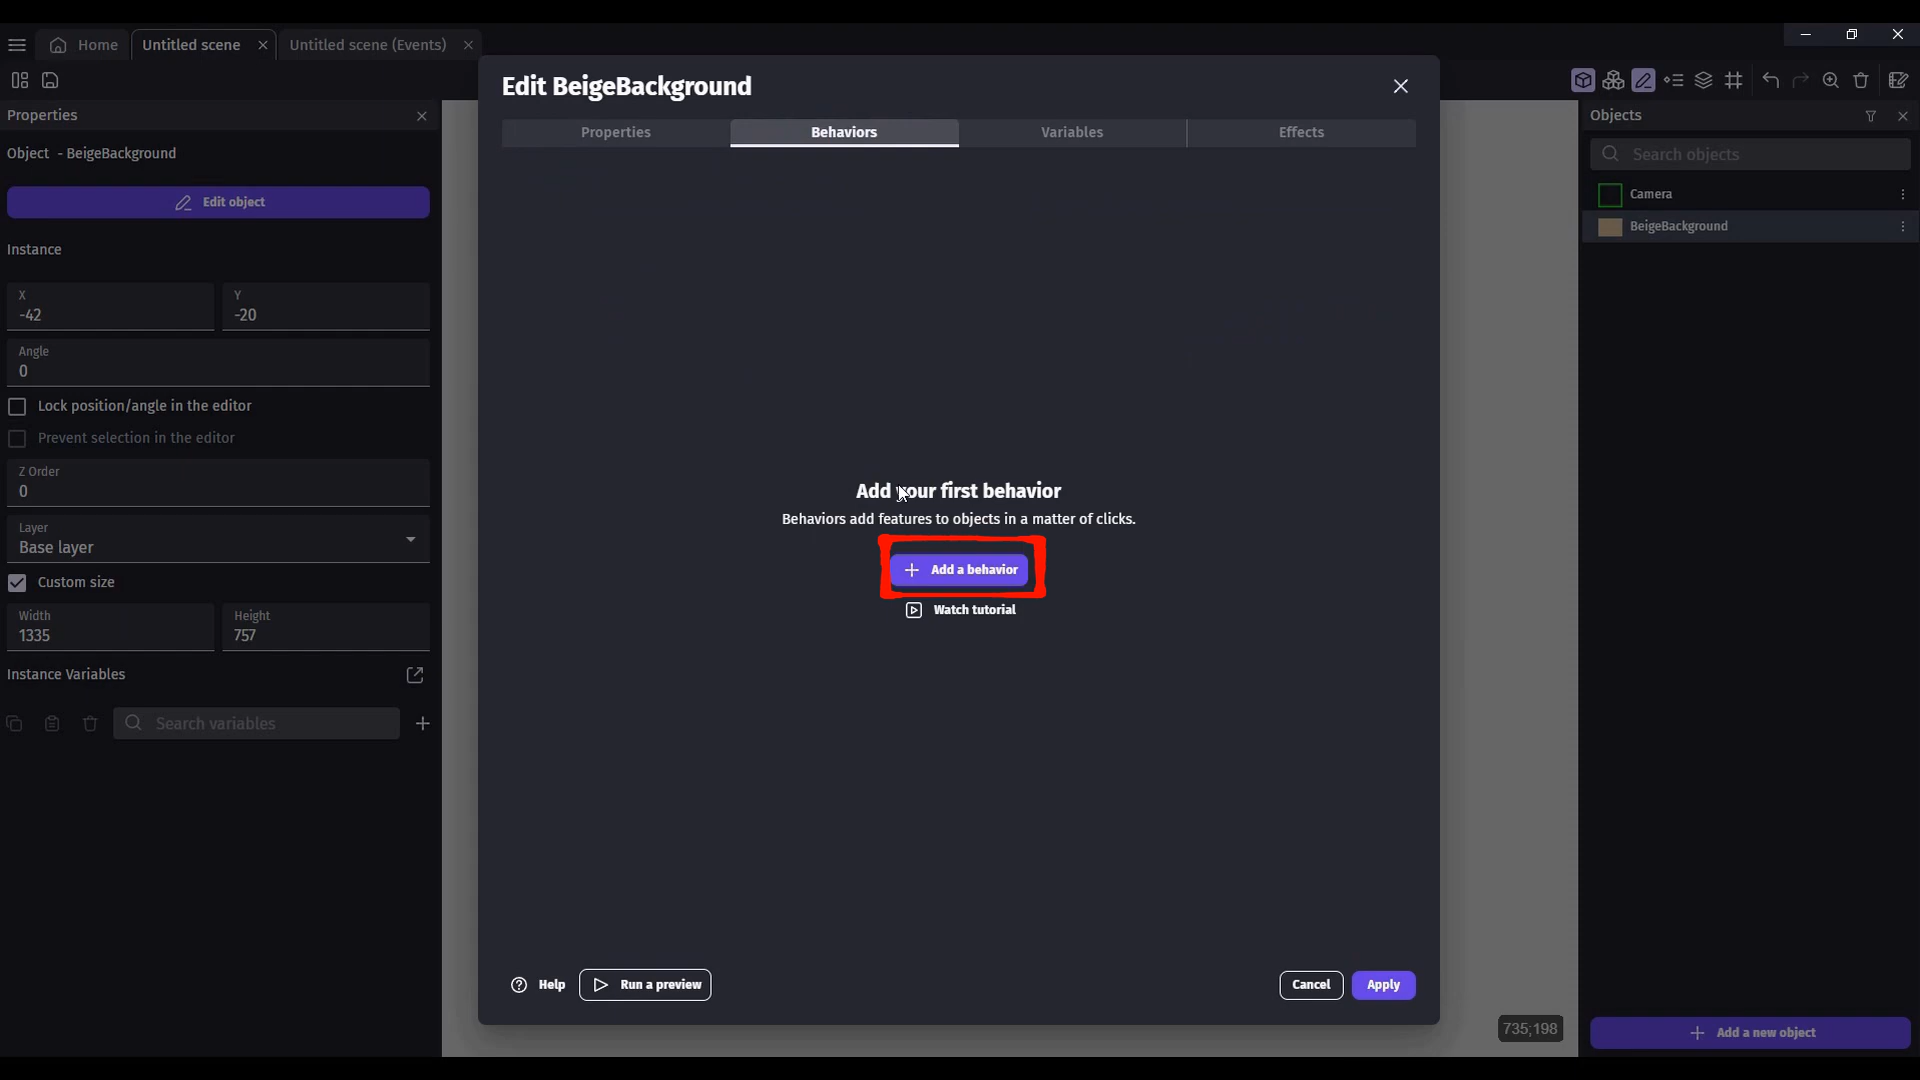 Home
Untitled scene
Untitled scene (Events)
Properties
Object - BeigeBackground
Edit object
Instance
X
-42
Y
-20
Angle
0
Lock position/angle in the editor
Prevent selection in the editor
Z Order
0
Layer
Base layer
Custom size
Width
1335
Height
757
Instance Variables
Search variables
Edit BeigeBackground
Properties
Behaviors
Variables
Effects
Add your first behavior
Behaviors add features to objects in a matter of clicks.
Add a behavior
Watch tutorial
Help
Run a preview
Cancel
Apply
735;198
Objects
Search objects
Camera
BeigeBackground
Add a new object